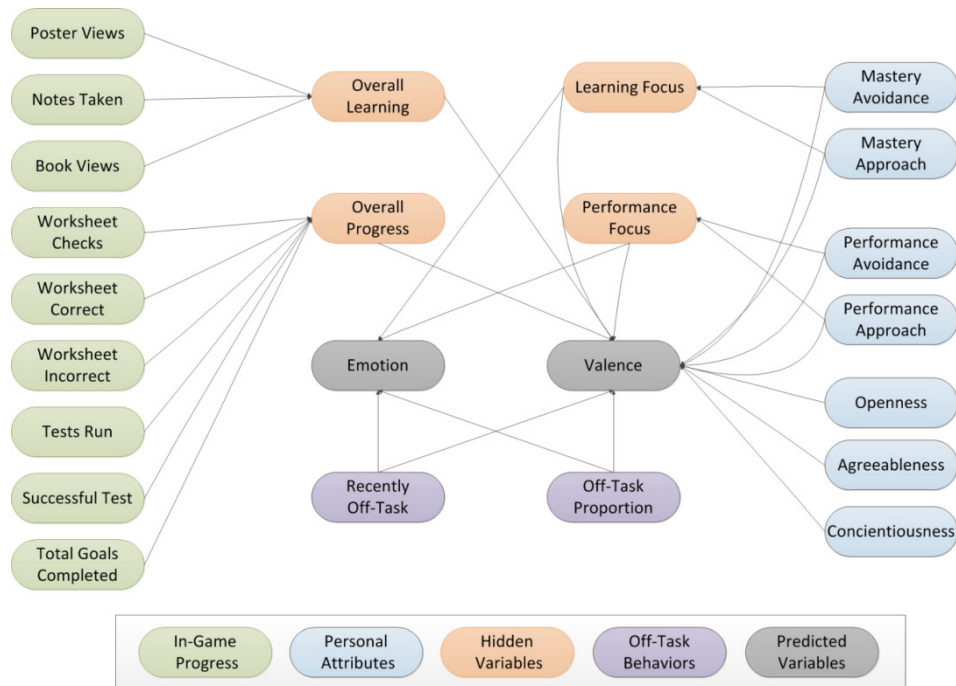 Poster Views
Notes Taken
Book Views
Worksheet
Checks
Worksheet
Correct
Worksheet
Incorrect
Tests Run
Successful Test
Total Goals
Completed
Overall
Learning
Overall
Progress
Learning Focus
Performance
Focus
Emotion
Valence
Recently
Off-Task
Off-Task
Proportion
Mastery
Avoidance
Mastery
Approach
Performance
Avoidance
Performance
Approach
Openness
Agreeableness
Concientiousness
In-Game
Progress
Personal
Attributes
Hidden
Variables
Off-Task
Behaviors
Predicted
Variables